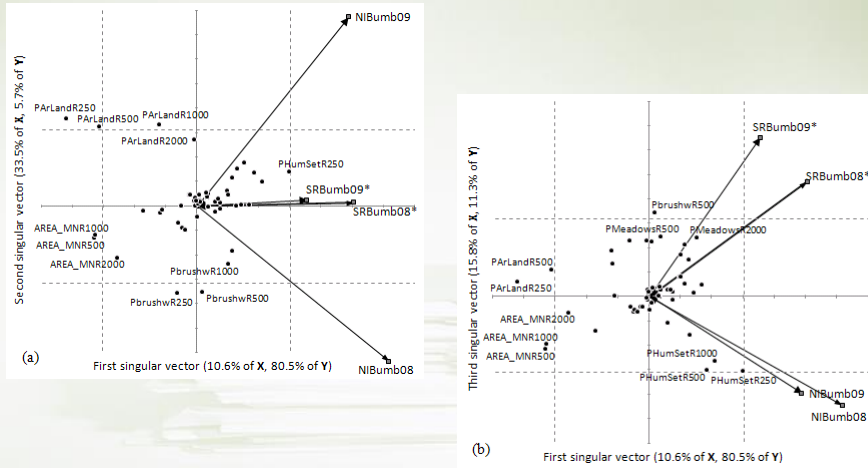 NIBumb09
Second singular vector (33.5% of X, 5.7% of Y)
PArLandR250
PArLandR500
PArLandR1000
PArLandR2000
PHumSetR250
SRBumb09*
SRBumb08*
AREA_MNR1000
AREA_MNR500
AREA_MNR2000
PbrushwR1000
PbrushwR250
PbrushwR500
(a)
First singular vector (10.6% of X, 80.5% of Y)
NIBumb08
Third singular vector (15.8% of X, 11.3% of Y)
SRBumb09*
SRBumb08*
PbrushwR500
PMeadowsR500
PMeadowsR2000
PArLandR500
PArLandR250
AREA_MNR2000
AREA_MNR1000
AREA_MNR500
PHumSetR1000
PHumSetR500
PHumSetR250
NIBumb09
NIBumb08
(b)
First singular vector (10.6% of X, 80.5% of Y)